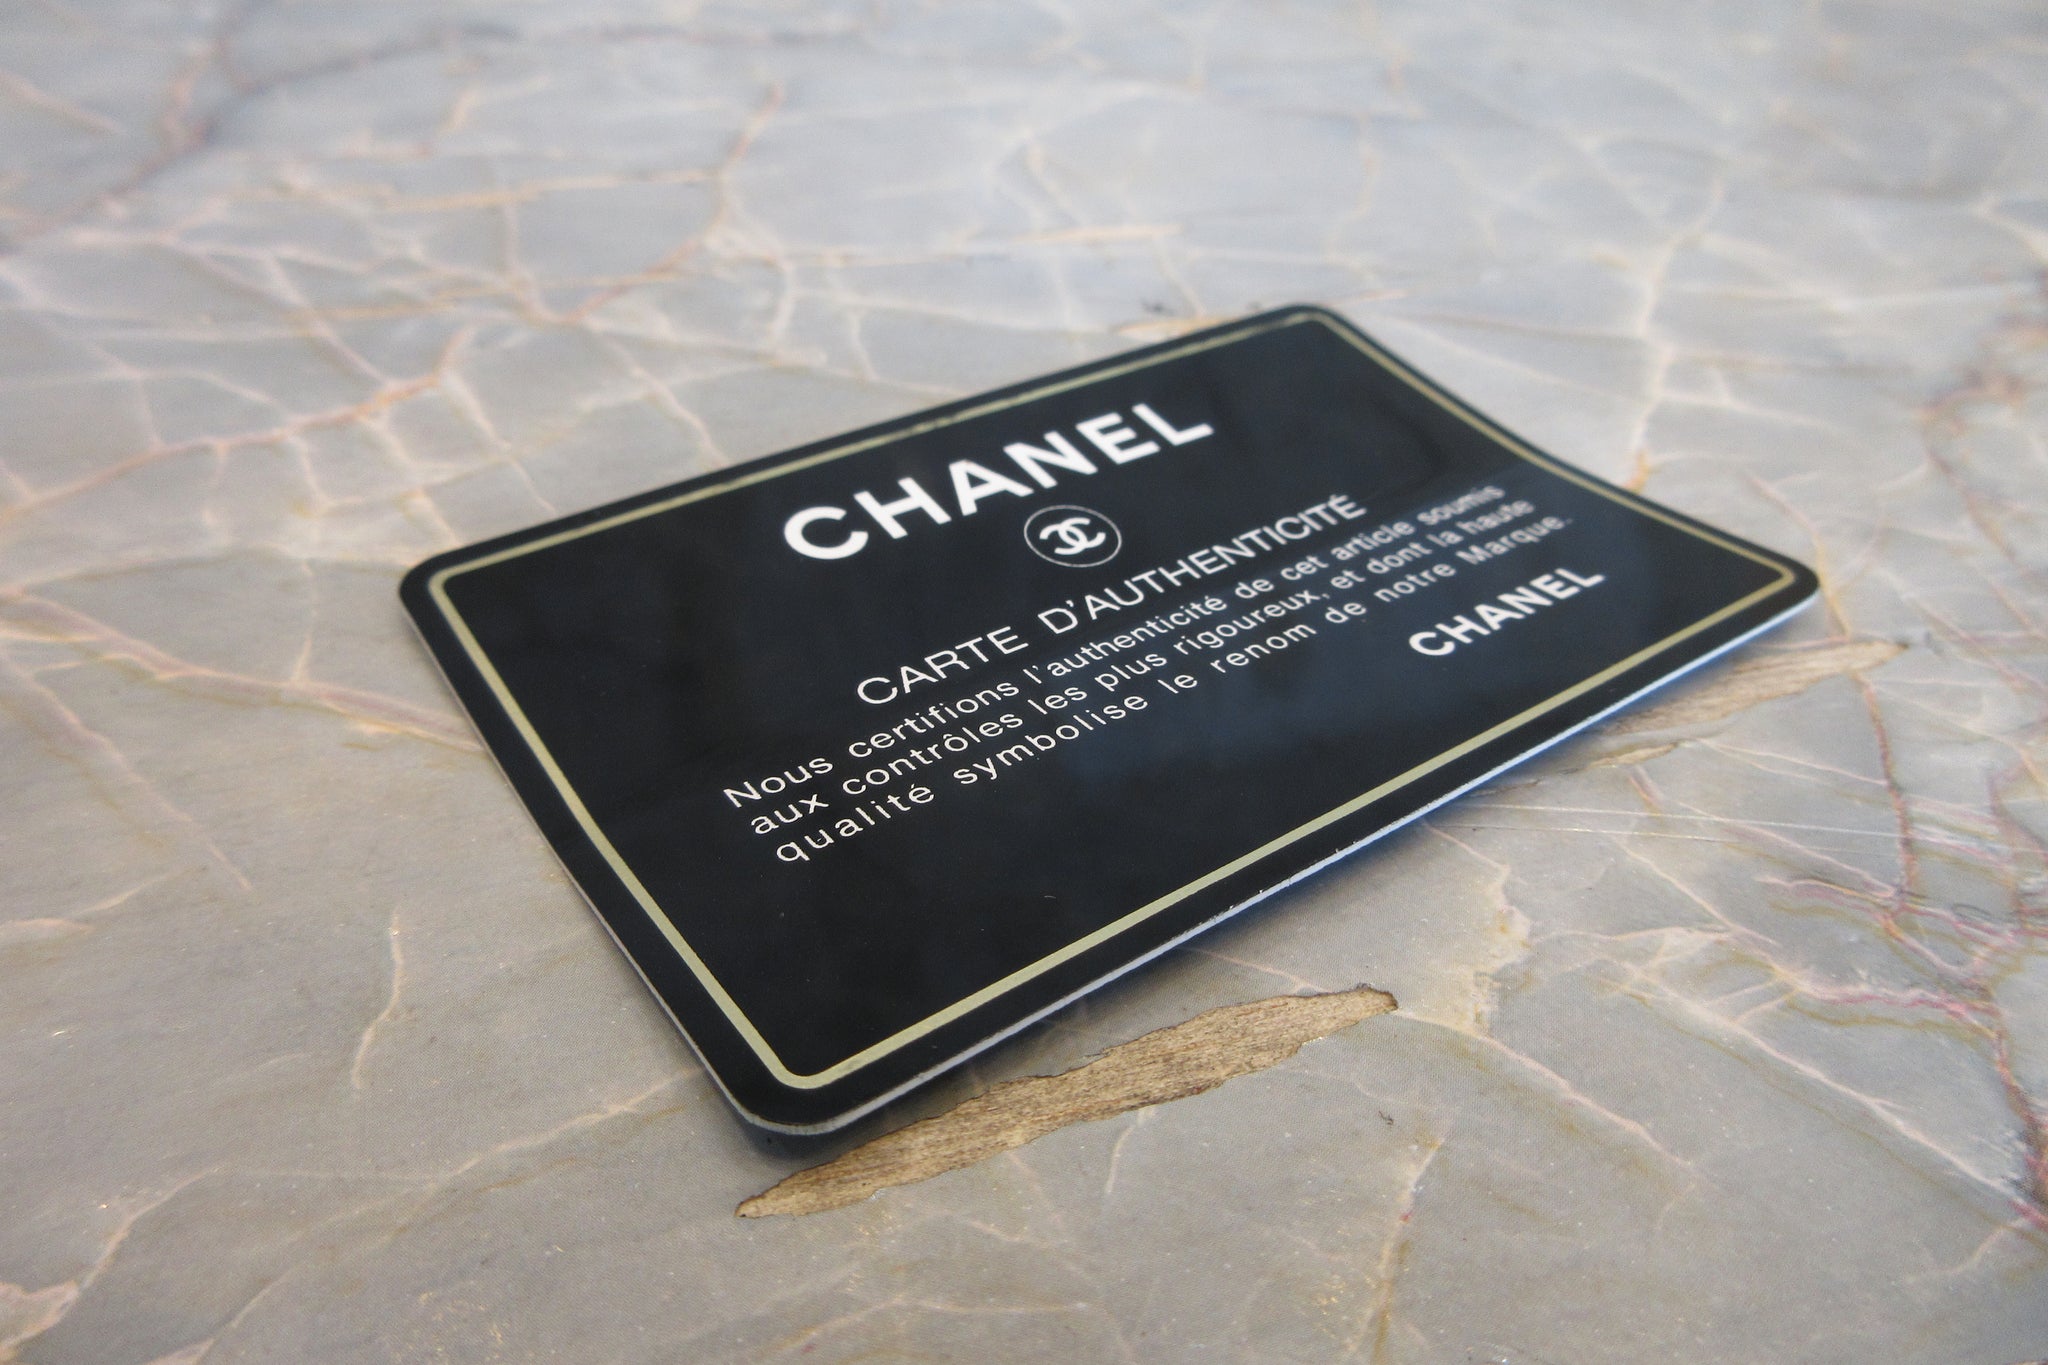 CHANEL
CARTE D'AUTHENTICITÉ
Nous certifions l'authenticité de cet article soumis
aux contrôles les plus rigoureux, et dont la haute
qualité symbolise le renom de notre Marque.
CHANEL